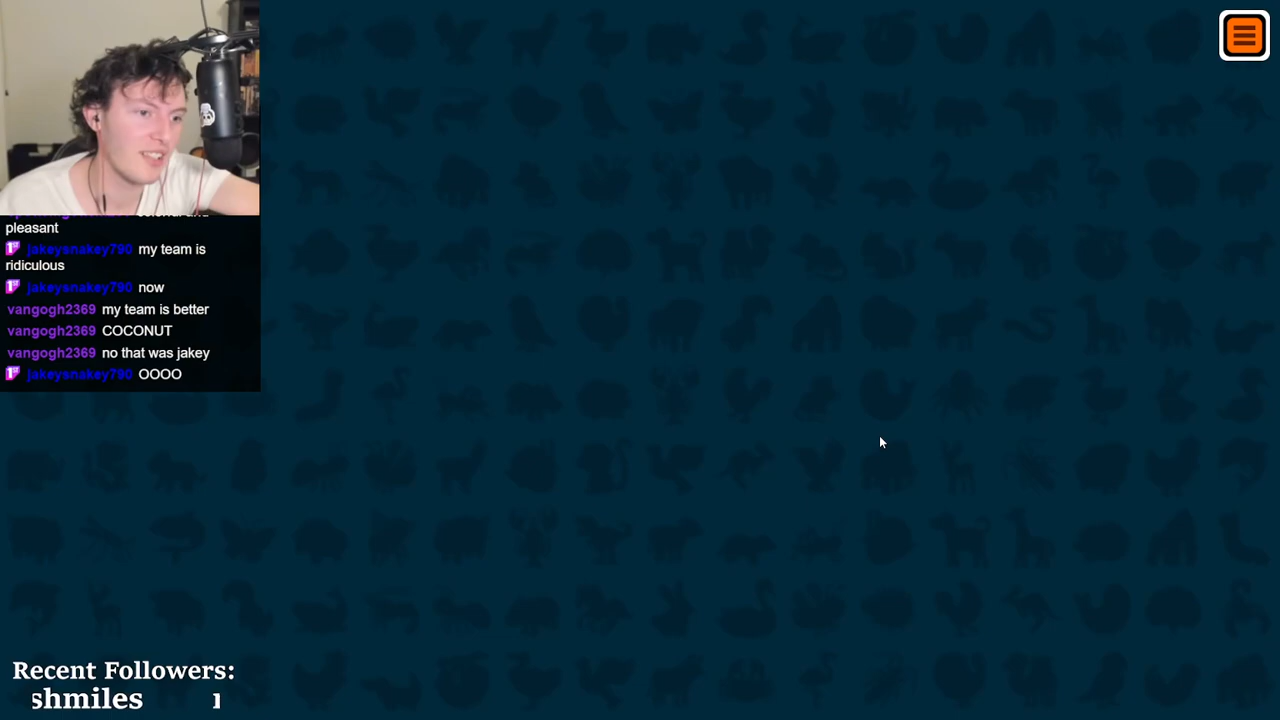 pleasant
jakeysnakey790 my team is
ridiculous
jakeysnakey790 now
vangogh2369 my team is better
vangogh2369 COCONUT
vangogh2369 no that was jakey
jakeysnakey790 OOOO
Recent Followers:
shmiles